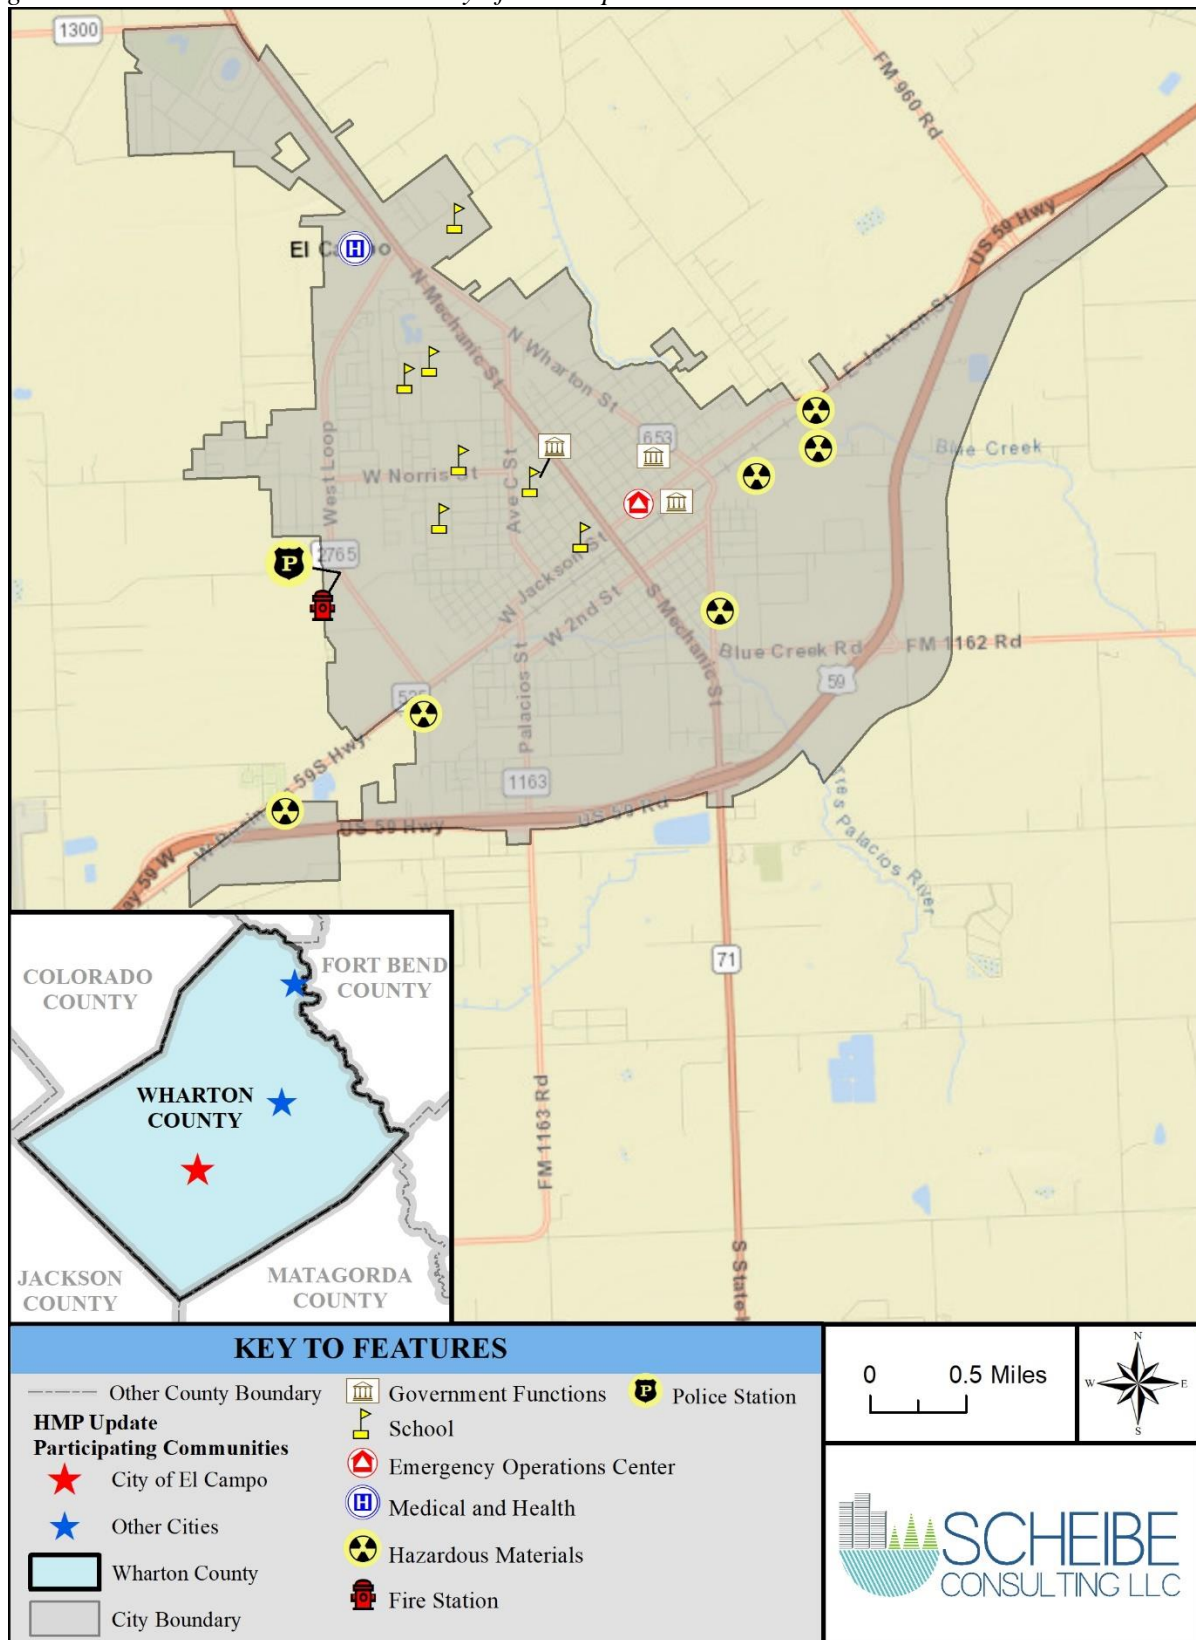 1300
FM 960 Rd
US 59 Hwy
El Campo
N Mechanic St
E Jackson St
N Wharton St
653
Blue Creek
West Loop
W Norris St
Ave C St
P
2765
W Jackson St
W 2nd St
S Mechanic St
Blue Creek Rd
FM 1162 Rd
59
Palacios St
W Busin 59S Hwy
1163
US 59 Hwy
US 59 Rd
Tres Palacios River
ay 59 W
71
FM 1163 Rd
S State
COLORADO
COUNTY
FORT BEND
COUNTY
WHARTON
COUNTY
JACKSON
COUNTY
MATAGORDA
COUNTY
KEY TO FEATURES
Other County Boundary
HMP Update
Participating Communities
City of El Campo
Other Cities
Wharton County
City Boundary
Government Functions
School
Emergency Operations Center
H Medical and Health
Hazardous Materials
Fire Station
P Police Station
0 0.5 Miles
N
W E
S
SCHEIBE
CONSULTING LLC